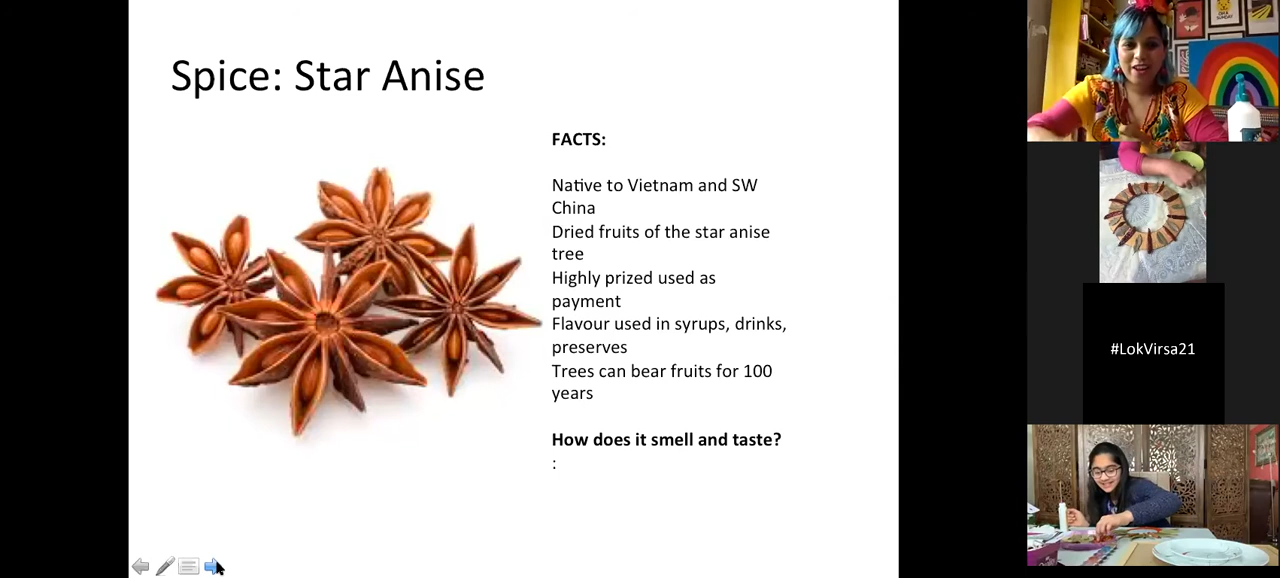 Spice: Star Anise
FACTS:
Native to Vietnam and SW
China
Dried fruits of the star anise
tree
Highly prized used as
payment
Flavour used in syrups, drinks,
preserves
Trees can bear fruits for 100
years
How does it smell and taste?
:
#LokVirsa21